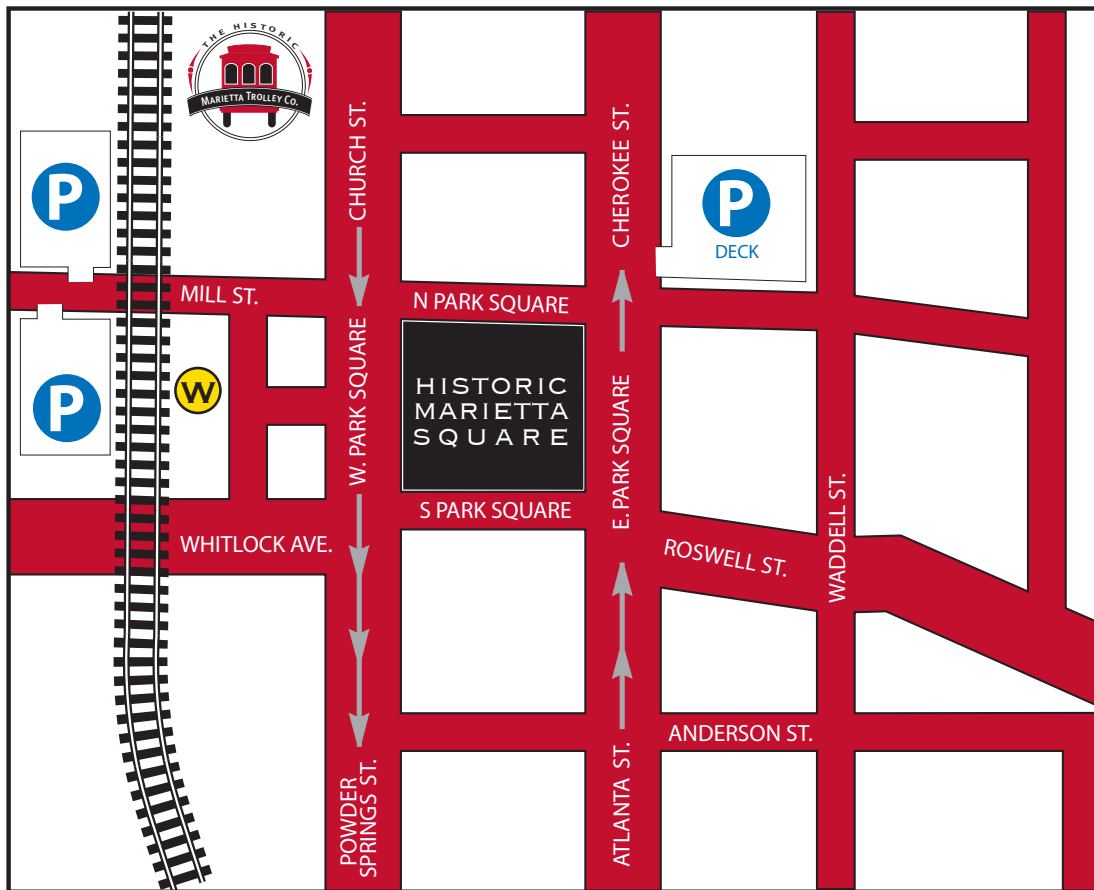 THE HISTORIC
MARIETTA TROLLEY CO.
CHURCH ST.
CHEROKEE ST.
P
P
DECK
MILL ST.
N PARK SQUARE
W. PARK SQUARE
HISTORIC
MARIETTA
SQUARE
E. PARK SQUARE
W
P
S PARK SQUARE
WHITLOCK AVE.
ROSWELL ST.
WADDELL ST.
ANDERSON ST.
POWDER
SPRINGS ST.
ATLANTA ST.